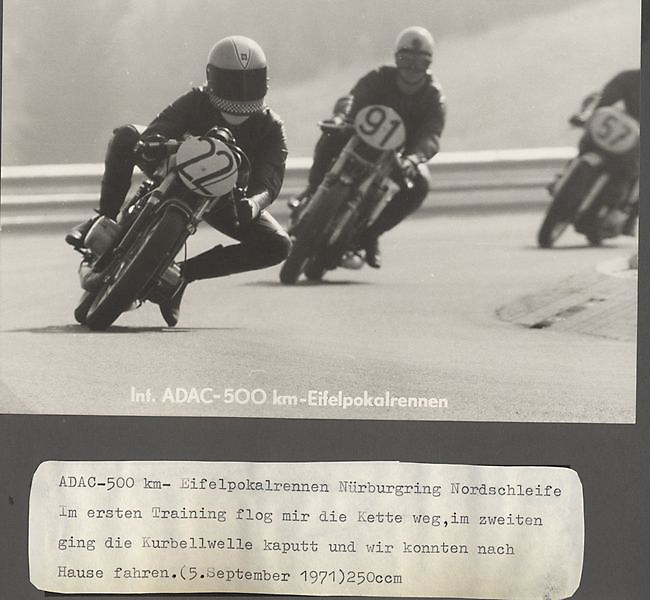 22
91
57
Int. ADAC-500 km-Eifelpokalrennen
ADAC-500 km- Eifelpokalrennen Nürburgring Nordschleife
Im ersten Training flog mir die Kette weg,im zweiten
ging die Kurbellwelle kaputt und wir konnten nach
Hause fahren.(5.September 1971)250ccm